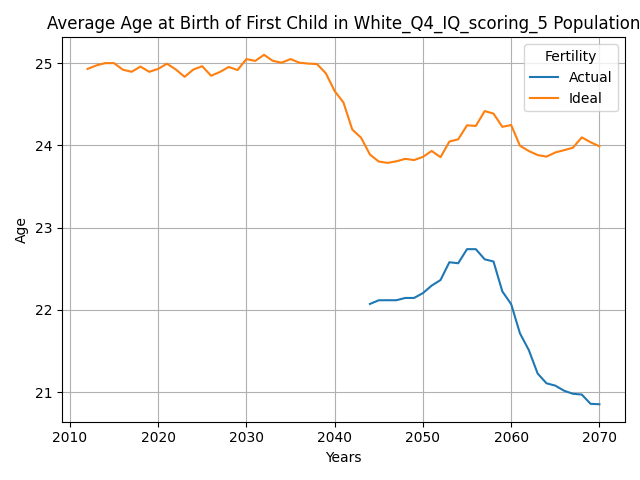 Average Age at Birth of First Child in White_Q4_IQ_scoring_5 Population
Fertility
Actual
Ideal
Age
25
24
23
22
21
2010 2020 2030 2040 2050 2060 2070
Years